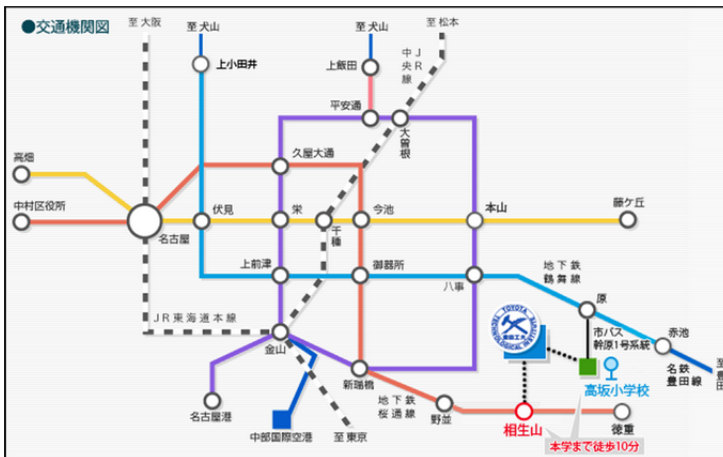 ●交通機関図
至大阪
至犬山
至犬山
至松本
上小田井
上飯田
JR
中央線
平安通
大曽根
高畑
久屋大通
中村区役所
名古屋
伏見
栄
千種
今池
本山
藤ケ丘
上前津
御器所
八事
地下鉄
鶴舞線
原
JR東海道本線
金山
TOYOTA
TECHNOLOGICAL
市バス
幹原1号系統
赤池
名鉄
豊田線
至豊田
新瑞橋
高坂小学校
名古屋港
地下鉄
桜通線
野並
相生山
徳重
中部国際空港
至東京
本学まで徒歩10分